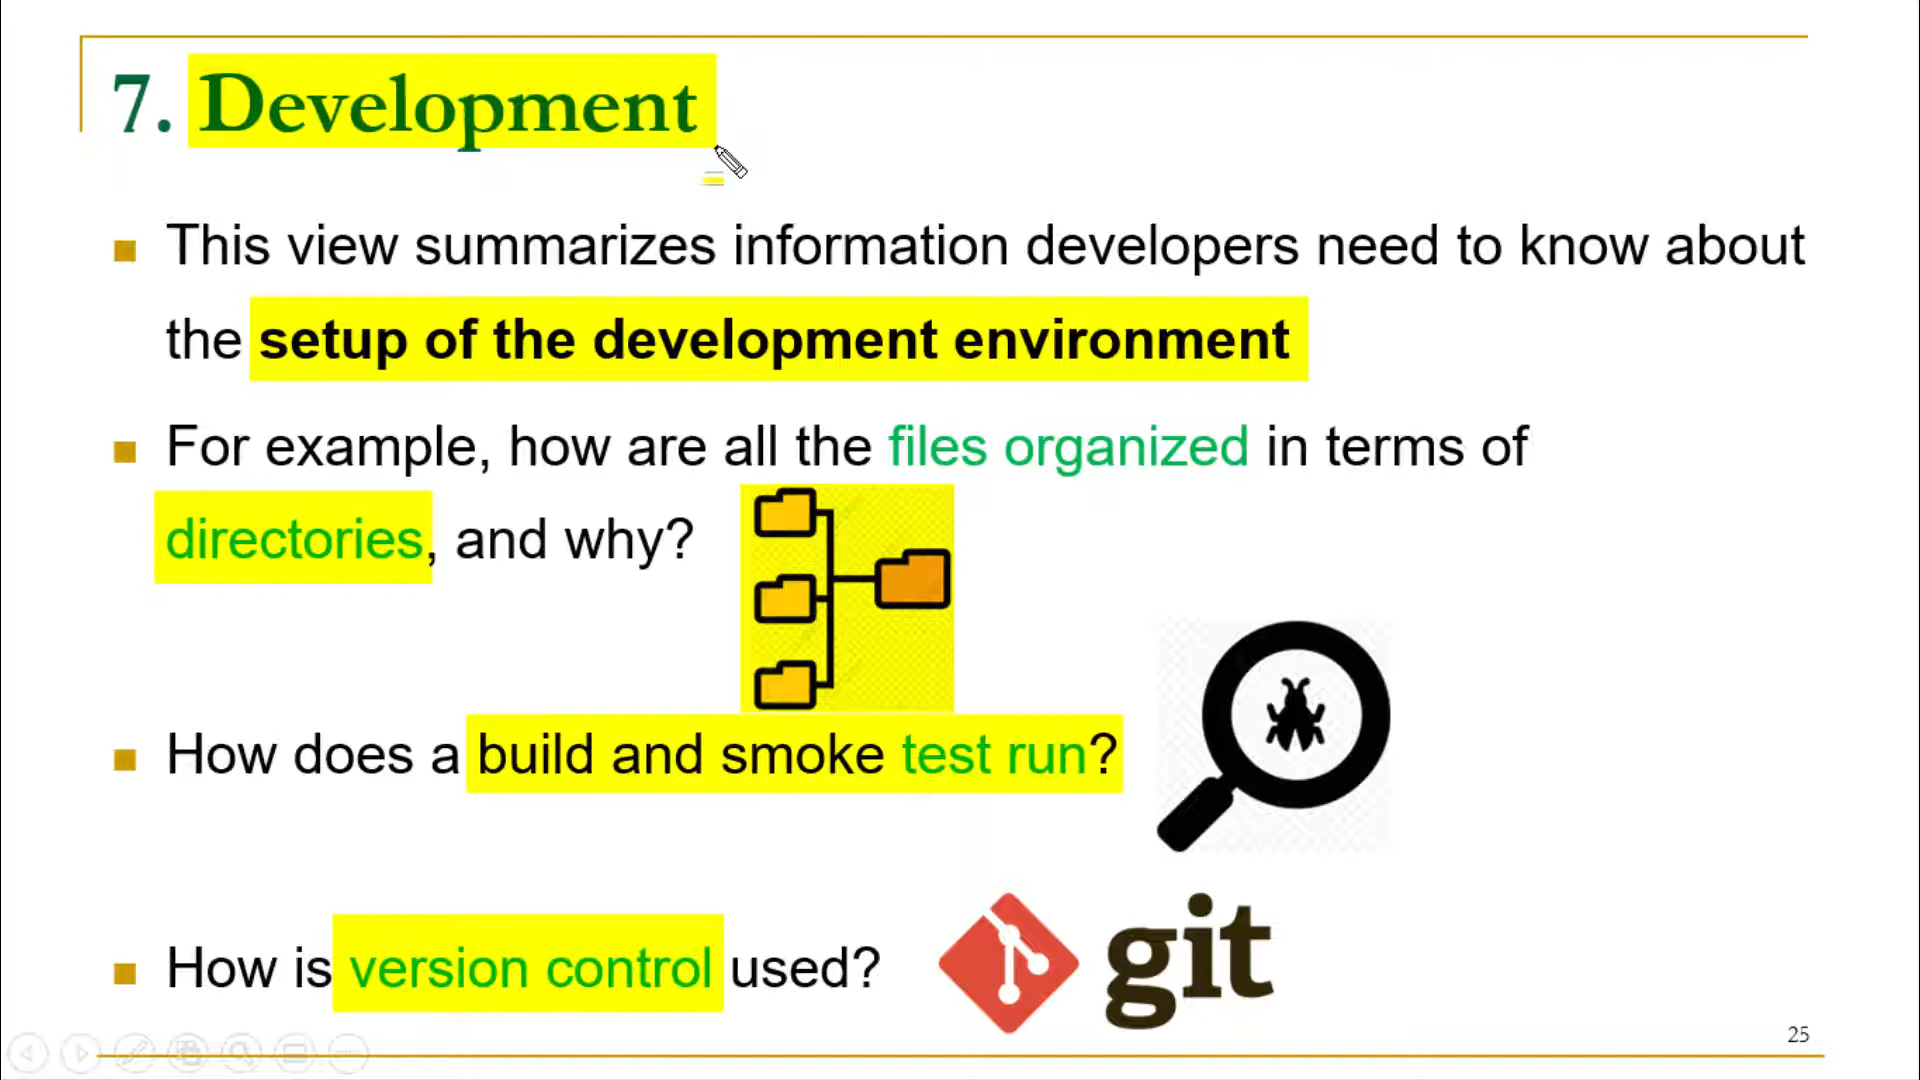 7. Development
This view summarizes information developers need to know about
the setup of the development environment
For example, how are all the files organized in terms of
directories, and why?
How does a build and smoke test run?
How is version control used?
git
25